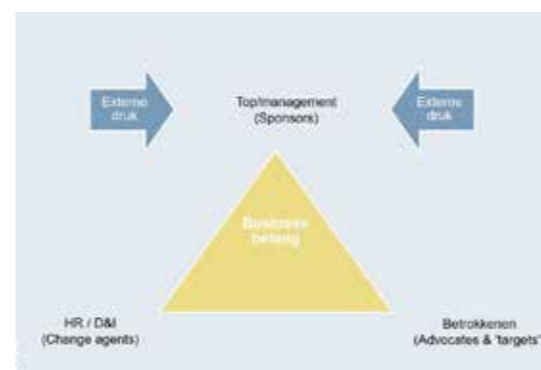 Externe
druk
Top/management
(Sponsors)
Externe
druk
Business
belang
HR / D&I
(Change agents)
Betrokkenen
(Advocates & 'targets'